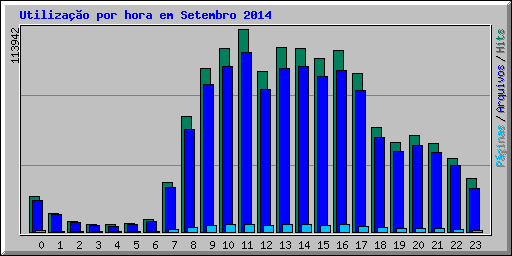 Utilização por hora em Setembro 2014
113942
Páginas / Arquivos / Hits
0 1 2 3 4 5 6 7 8 9 10 11 12 13 14 15 16 17 18 19 20 21 22 23